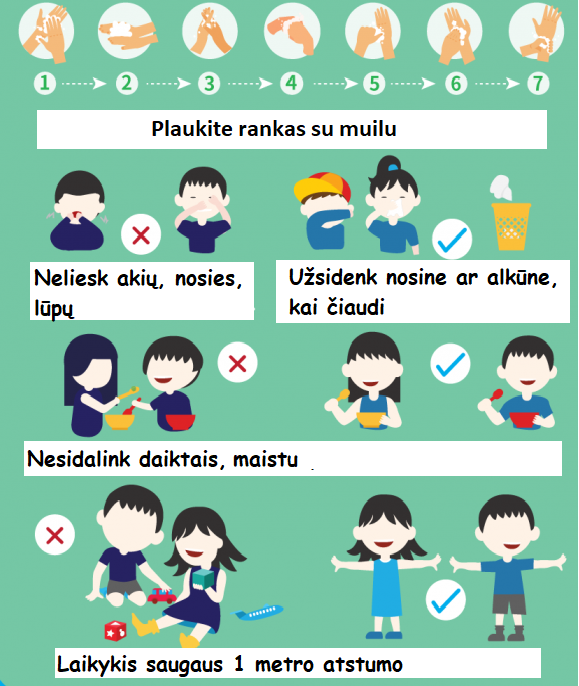 1 2 3 4 5 6 7
Plaukite rankas su muilu
Neliesk akių, nosies,
lūpų
Užsidenk nosine ar alkūne,
kai čiaudi
Nesidalink daiktais, maistu .
Laikykis saugaus 1 metro atstumo